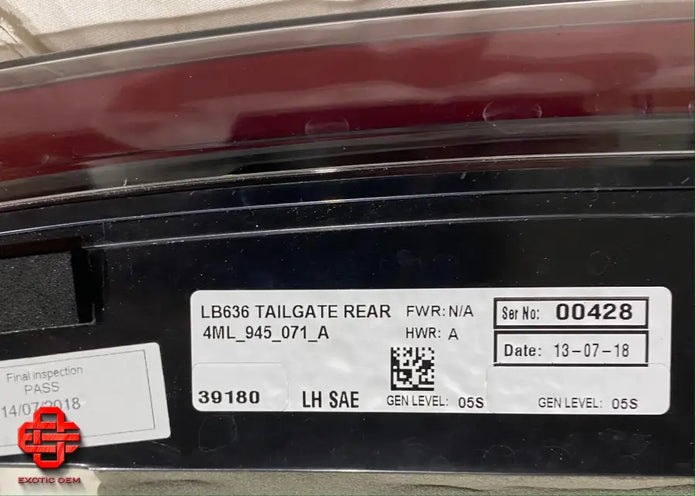 LB636 TAILGATE REAR FWR: N/A
4ML_945_071_A HWR: A
Ser No: 00428
Date: 13-07-18
39180 LH SAE GEN LEVEL: 05S GEN LEVEL: 05S
Final inspection
PASS
14/07/2018
EXOTIC OEM